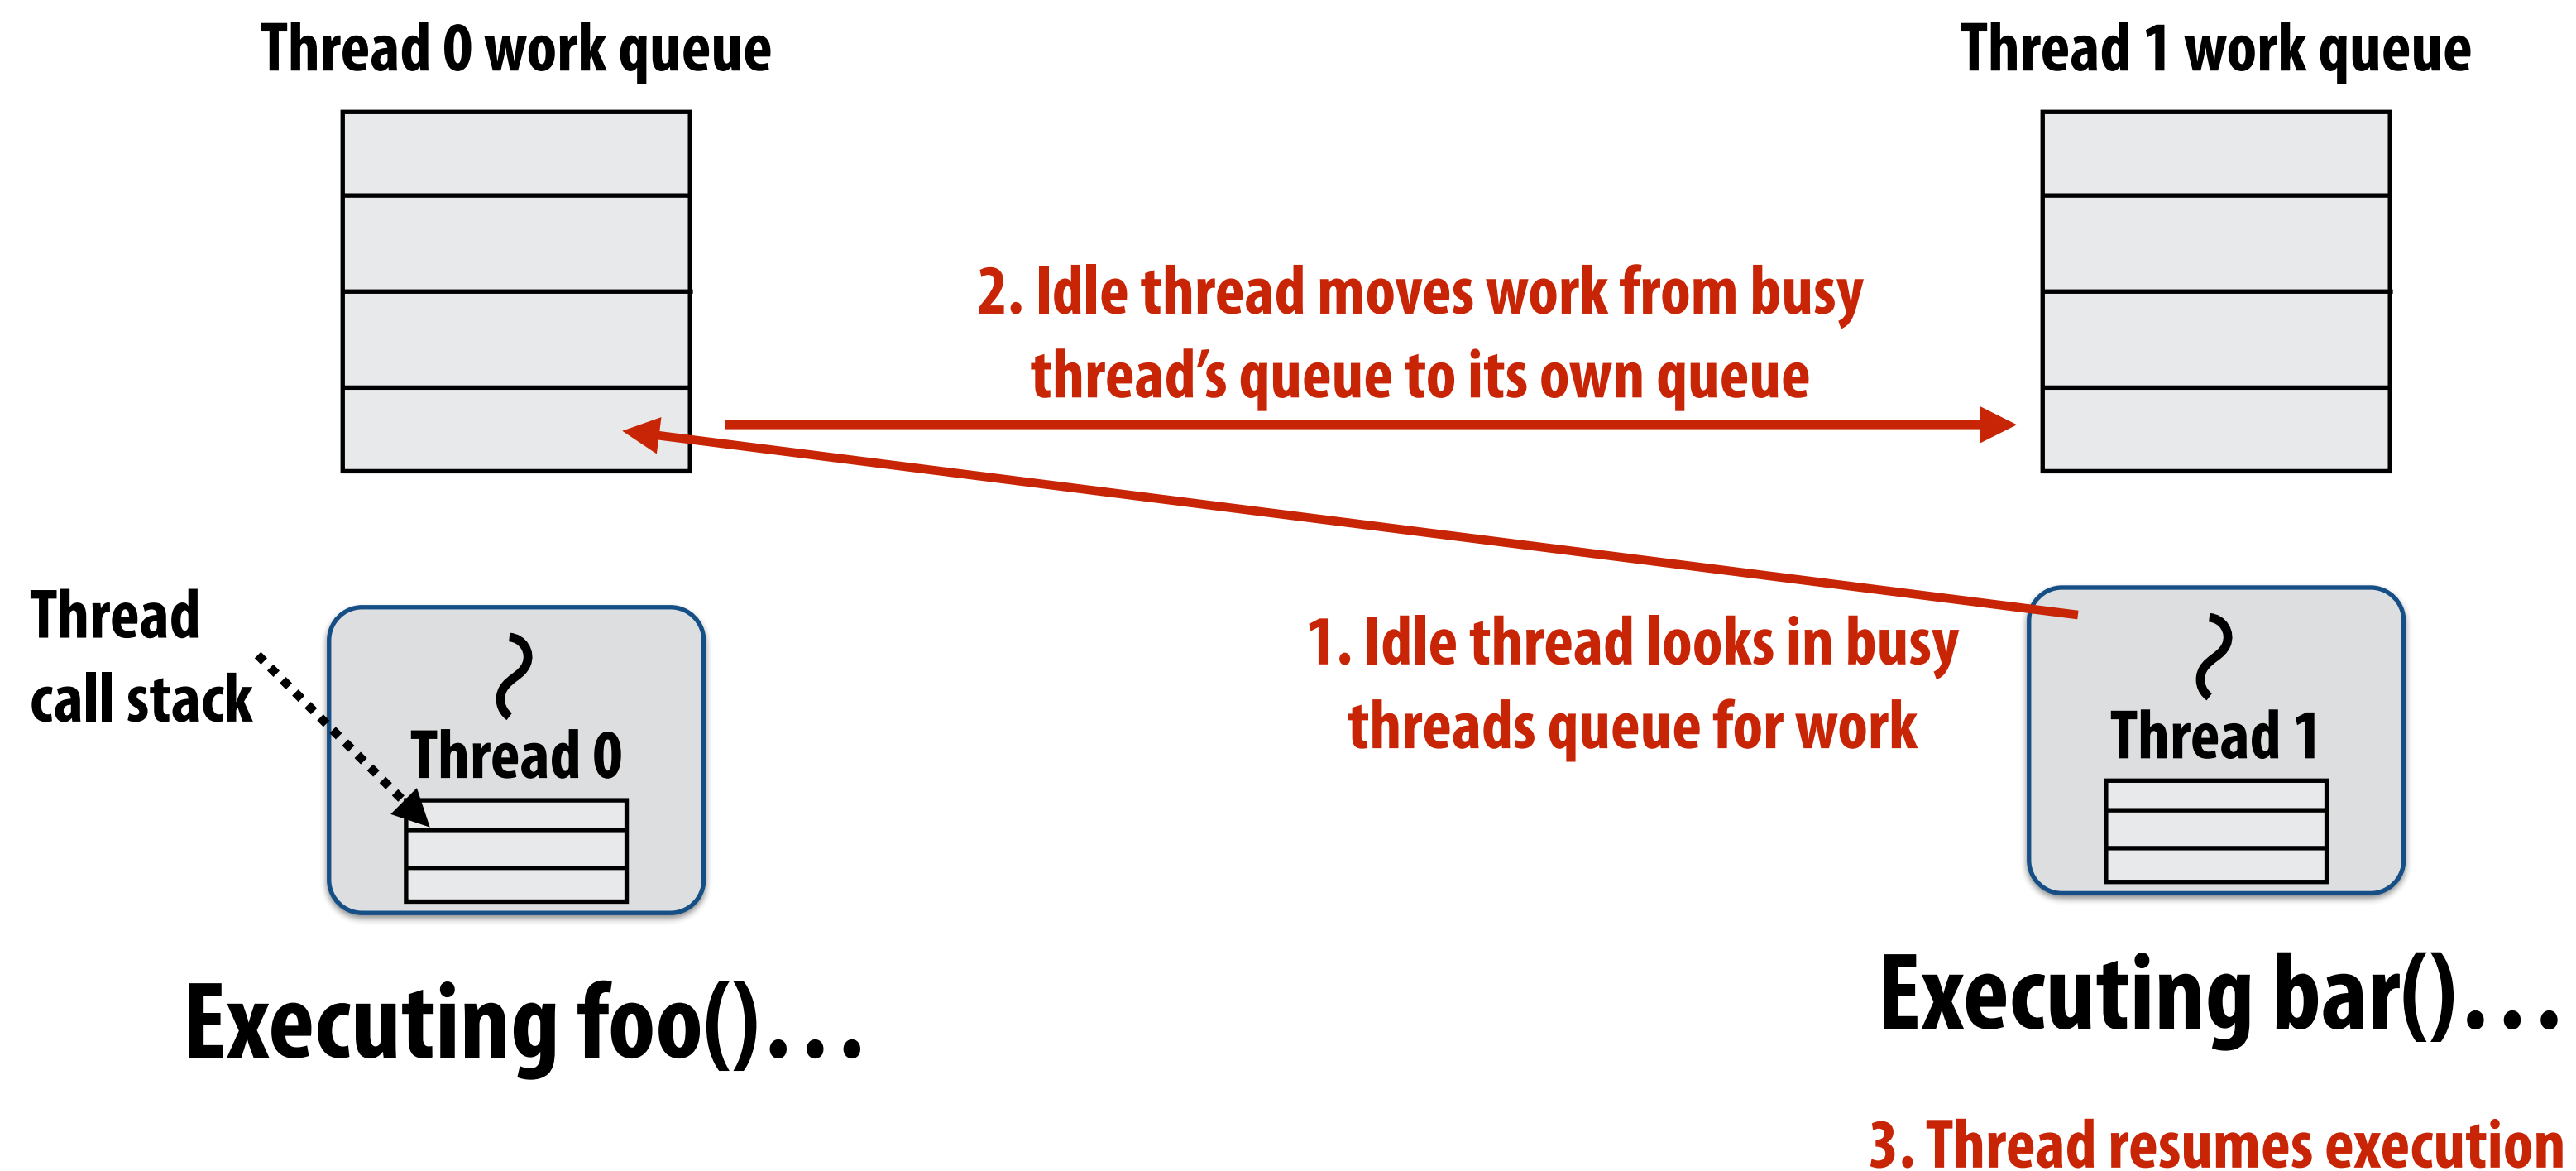 Thread 0 work queue
Thread 1 work queue
2. Idle thread moves work from busy
thread’s queue to its own queue
Thread
call stack
1. Idle thread looks in busy
threads queue for work
Thread 0
Thread 1
Executing foo()…
Executing bar()…
3. Thread resumes execution